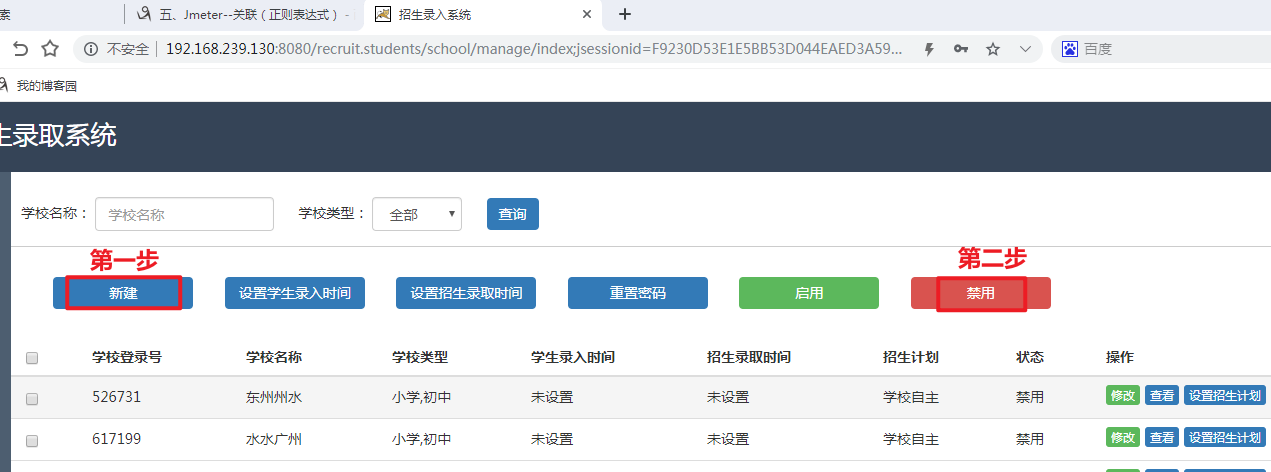 索 五、Jmeter--关联（正则表达式） - 招生录入系统
不安全 192.168.239.130:8080/recruit.students/school/manage/index;jsessionid=F9230D53E1E5BB53D044EAED3A59... 百度
我的博客园
生录取系统
学校名称： 学校名称 学校类型： 全部 查询
第一步 第二步
新建 设置学生录入时间 设置招生录取时间 重置密码 启用 禁用
学校登录号 学校名称 学校类型 学生录入时间 招生录取时间 招生计划 状态 操作
526731 东州州水 小学,初中 未设置 未设置 学校自主 禁用 修改 查看 设置招生计划
617199 水水广州 小学,初中 未设置 未设置 学校自主 禁用 修改 查看 设置招生计划